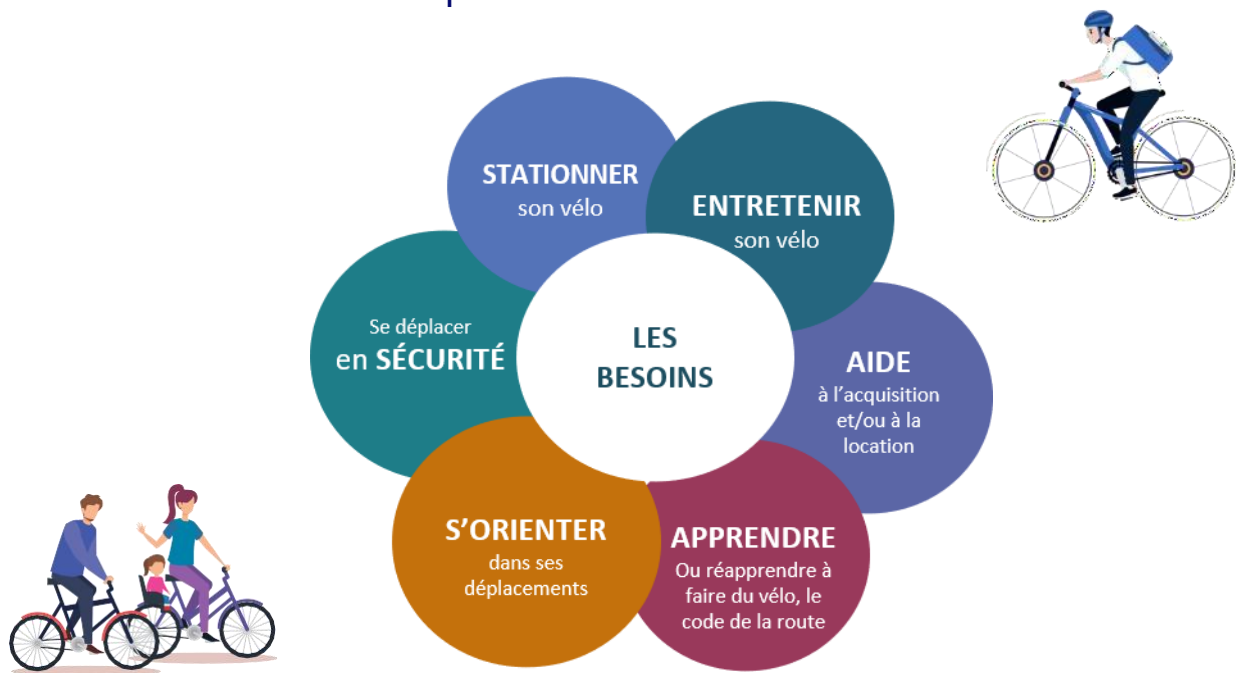 STATIONNER
son vélo
ENTRETENIR
son vélo
Se déplacer
en SÉCURITÉ
LES
BESOINS
AIDE
à l'acquisition
et/ou à la
location
S'ORIENTER
dans ses
déplacements
APPRENDRE
Ou réapprendre à
faire du vélo, le
code de la route